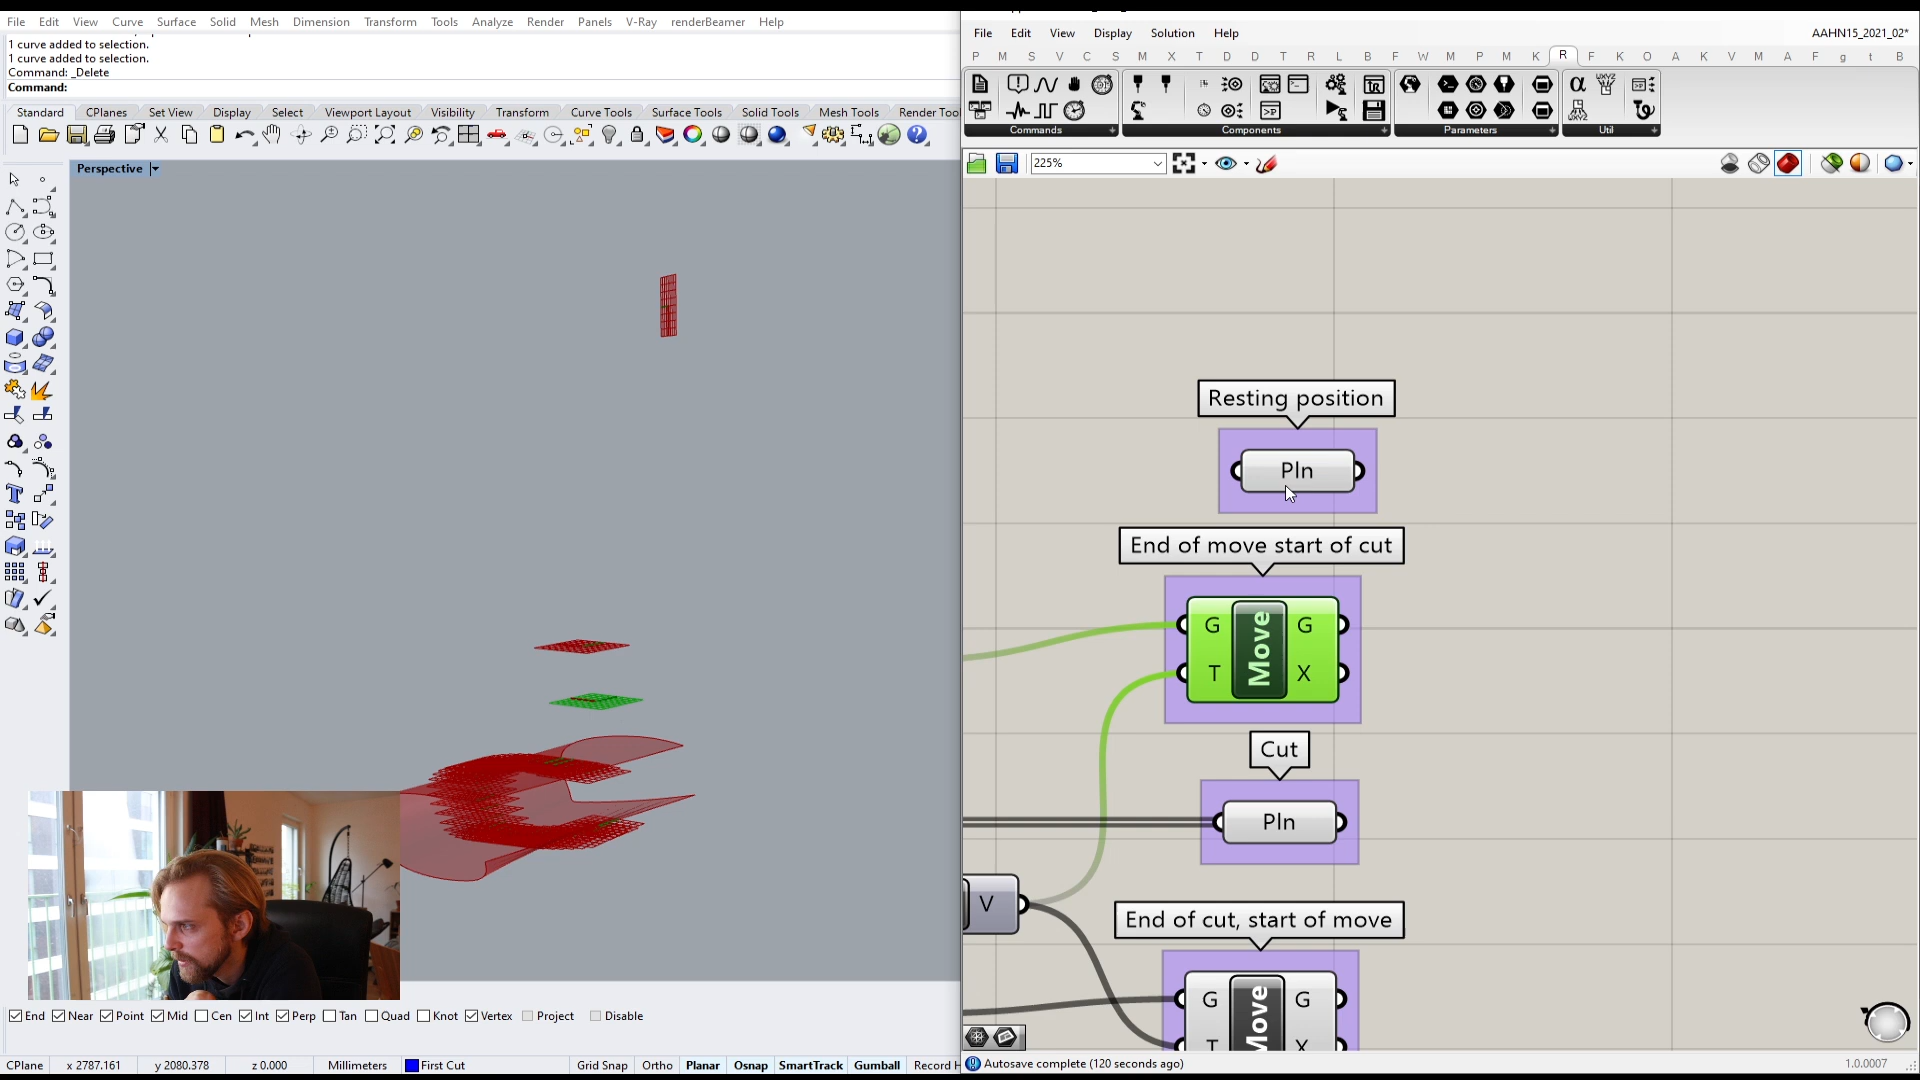 File Edit View Curve Surface Solid Mesh Dimension Transform Tools Analyze Render Panels V-Ray renderBeamer Help
1 curve added to selection.
1 curve added to selection.
Command: _Delete
Command:
Standard CPlanes Set View Display Select Viewport Layout Visibility Transform Curve Tools Surface Tools Solid Tools Mesh Tools Render Too
Perspective
End Near Point Mid Cen Int Perp Tan Quad Knot Vertex Project Disable
CPlane x 2787.161 y 2080.378 z 0.000 Millimeters First Cut Grid Snap Ortho Planar Osnap SmartTrack Gumball Record H
File Edit View Display Solution Help
AAHN15_2021_02*
P M S V C S M X T D D T R L B F W M P M K R F K O A K V M A F g t B
Commands Components Parameters Util
225%
Resting position
Pln
End of move start of cut
G Move G
T X
Cut
Pln
V
End of cut, start of move
G Move G
T X
Autosave complete (120 seconds ago)
1.0.0007